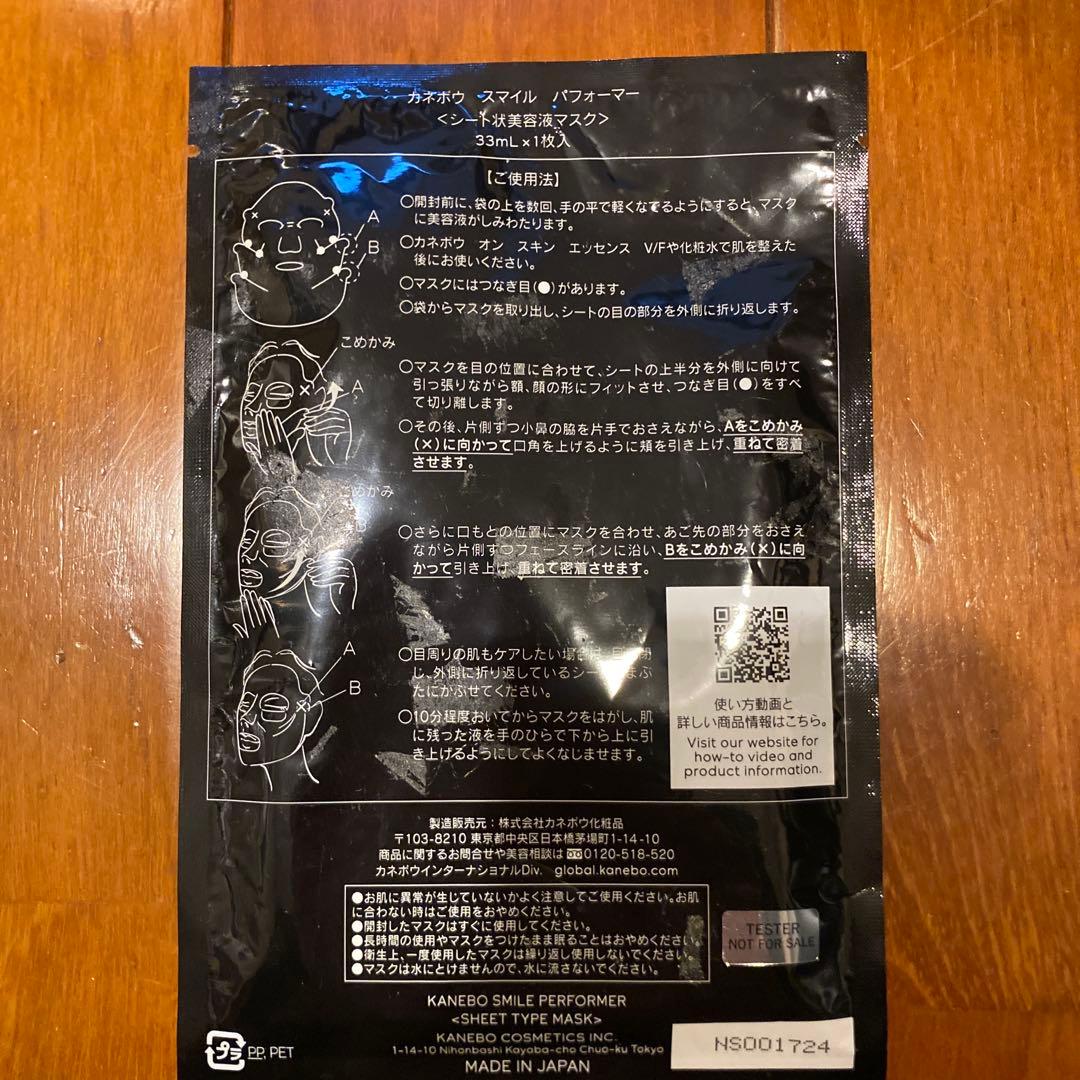 カネボウ スマイル パフォーマー
<シート状美容液マスク>
33mL×1枚入
【ご使用法】
A
B
○開封前に、袋の上を数回、手の平で軽くなでるようにすると、マスク
に美容液がしみわたります。
○カネボウ オン スキン エッセンス V/Fや化粧水で肌を整えた
後にお使いください。
○マスクにはつなぎ目(●)があります。
○袋からマスクを取り出し、シートの目の部分を外側に折り返します。
こめかみ
A
○マスクを目の位置に合わせて、シートの上半分を外側に向けて
引っ張りながら額、顔の形にフィットさせ、つなぎ目(●)をすべ
て切り離します。
○その後、片側ずつ小鼻の脇を片手でおさえながら、Aをこめかみ
(×)に向かって口角を上げるように頬を引き上げ、重ねて密着
させます。
こめかみ
○さらに口もとの位置にマスクを合わせ、あご先の部分をおさえ
ながら片側ずつフェースラインに沿い、Bをこめかみ(×)に向
かって引き上げ、重ねて密着させます。
A
B
○目周りの肌もケアしたい場合は、目を閉
じ、外側に折り返しているシートをまぶ
たにかぶせてください。
○10分程度おいてからマスクをはがし、肌
に残った液を手のひらで下から上に引
き上げるようにしてよくなじませます。
使い方動画と
詳しい商品情報はこちら。
Visit our website for
how-to video and
product information.
製造販売元:株式会社カネボウ化粧品
〒103-8210 東京都中央区日本橋茅場町1-14-10
商品に関するお問合せや美容相談は 0120-518-520
カネボウインターナショナルDiv. global.kanebo.com
●お肌に異常が生じていないかよく注意してご使用ください。お肌
に合わない時はご使用をおやめください。
●開封したマスクはすぐに使用してください。
●長時間の使用やマスクをつけたまま眠ることはおやめください。
●衛生上、一度使用したマスクは繰り返し使用しないでください。
●マスクは水にとけませんので、水に流さないでください。
TESTER
NOT FOR SALE
KANEBO SMILE PERFORMER
<SHEET TYPE MASK>
KANEBO COSMETICS INC.
1-14-10 Nihonbashi Kayaba-cho Chuo-ku Tokyo
MADE IN JAPAN
プラ PP, PET
NS001724